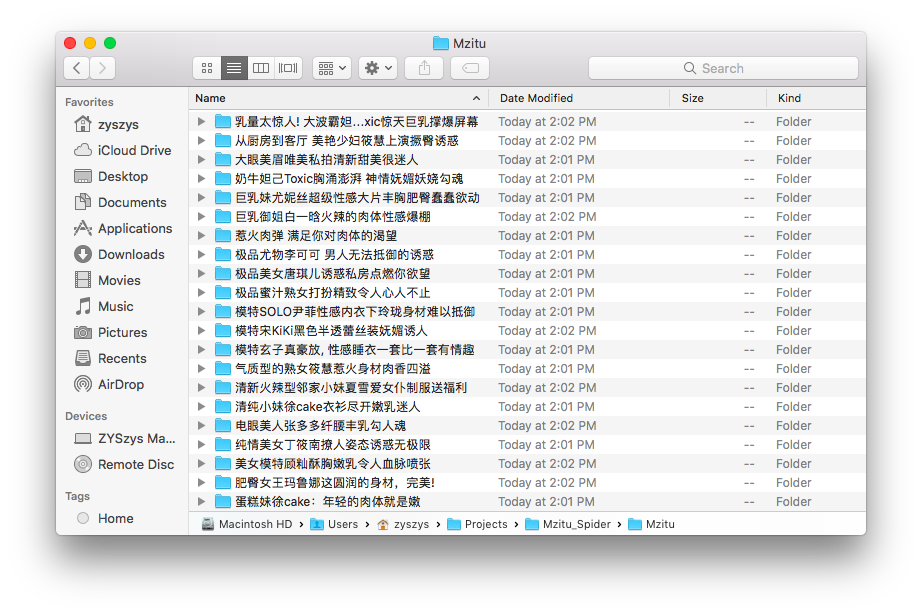 Mzitu
Search
Favorites
zyszys
iCloud Drive
Desktop
Documents
Applications
Downloads
Movies
Music
Pictures
Recents
AirDrop
Devices
ZYSzys Ma...
Remote Disc
Tags
Home
Name Date Modified Size Kind
乳量太惊人! 大波霸妲...xic惊天巨乳撑爆屏幕 Today at 2:02 PM -- Folder
从厨房到客厅 美艳少妇筱慧上演撅臀诱惑 Today at 2:02 PM -- Folder
大眼美眉唯美私拍清新甜美很迷人 Today at 2:01 PM -- Folder
奶牛妲己Toxic胸涌澎湃 神情妩媚妖娆勾魂 Today at 2:01 PM -- Folder
巨乳妹尤妮丝超级性感大片丰胸肥臀蠢蠢欲动 Today at 2:01 PM -- Folder
巨乳御姐白一晗火辣的肉体性感爆棚 Today at 2:02 PM -- Folder
惹火肉弹 满足你对肉体的渴望 Today at 2:01 PM -- Folder
极品尤物李可可 男人无法抵御的诱惑 Today at 2:01 PM -- Folder
极品美女唐琪儿诱惑私房点燃你欲望 Today at 2:01 PM -- Folder
极品蜜汁熟女打扮精致令人心人不止 Today at 2:01 PM -- Folder
模特SOLO尹菲性感内衣下玲珑身材难以抵御 Today at 2:01 PM -- Folder
模特宋KiKi黑色半透蕾丝装妩媚诱人 Today at 2:02 PM -- Folder
模特玄子真豪放, 性感睡衣一套比一套有情趣 Today at 2:01 PM -- Folder
气质型的熟女筱慧惹火身材肉香四溢 Today at 2:01 PM -- Folder
清新火辣型邻家小妹夏雪爱女仆制服送福利 Today at 2:02 PM -- Folder
清纯小妹徐cake衣衫尽开嫩乳迷人 Today at 2:01 PM -- Folder
电眼美人张多多纤腰丰乳勾人魂 Today at 2:02 PM -- Folder
纯情美女丁筱南撩人姿态诱惑无极限 Today at 2:01 PM -- Folder
美女模特顾灿酥胸嫩乳令人血脉喷张 Today at 2:02 PM -- Folder
肥臀女王玛鲁娜这圆润的身材，完美! Today at 2:02 PM -- Folder
蛋糕妹徐cake：年轻的肉体就是嫩 Today at 2:01 PM -- Folder
Macintosh HD › Users › zyszys › Projects › Mzitu_Spider › Mzitu